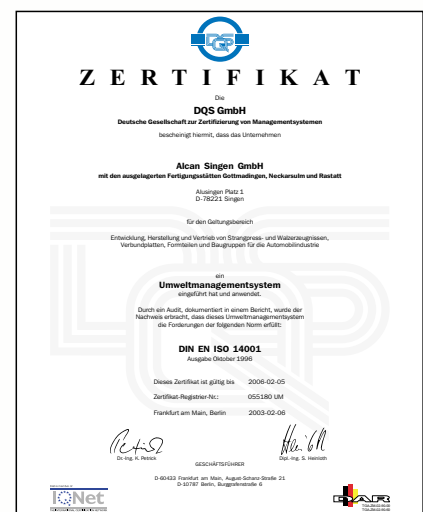 DQS
ZERTIFIKAT
Die
DQS GmbH
Deutsche Gesellschaft zur Zertifizierung von Managementsystemen
bescheinigt hiermit, dass das Unternehmen
Alcan Singen GmbH
mit den ausgelagerten Fertigungsstätten Gottmadingen, Neckarsulm und Rastatt
Alusingen Platz 1
D-78221 Singen
für den Geltungsbereich
Entwicklung, Herstellung und Vertrieb von Strangpress- und Walzerzeugnissen,
Verbundplatten, Formteilen und Baugruppen für die Automobilindustrie
ein
Umweltmanagementsystem
eingeführt hat und anwendet.
Durch ein Audit, dokumentiert in einem Bericht, wurde der
Nachweis erbracht, dass dieses Umweltmanagementsystem
die Forderungen der folgenden Norm erfüllt:
DIN EN ISO 14001
Ausgabe Oktober 1996
Dieses Zertifikat ist gültig bis 2006-02-05
Zertifikat-Registrier-Nr.: 055180 UM
Frankfurt am Main, Berlin 2003-02-06
Dr.-Ing. K. Petrick Dipl.-Ing. S. Heinloth
GESCHÄFTSFÜHRER
D-60433 Frankfurt am Main, August-Schanz-Straße 21
D-10787 Berlin, Burggrafenstraße 6
IQNet
DAR